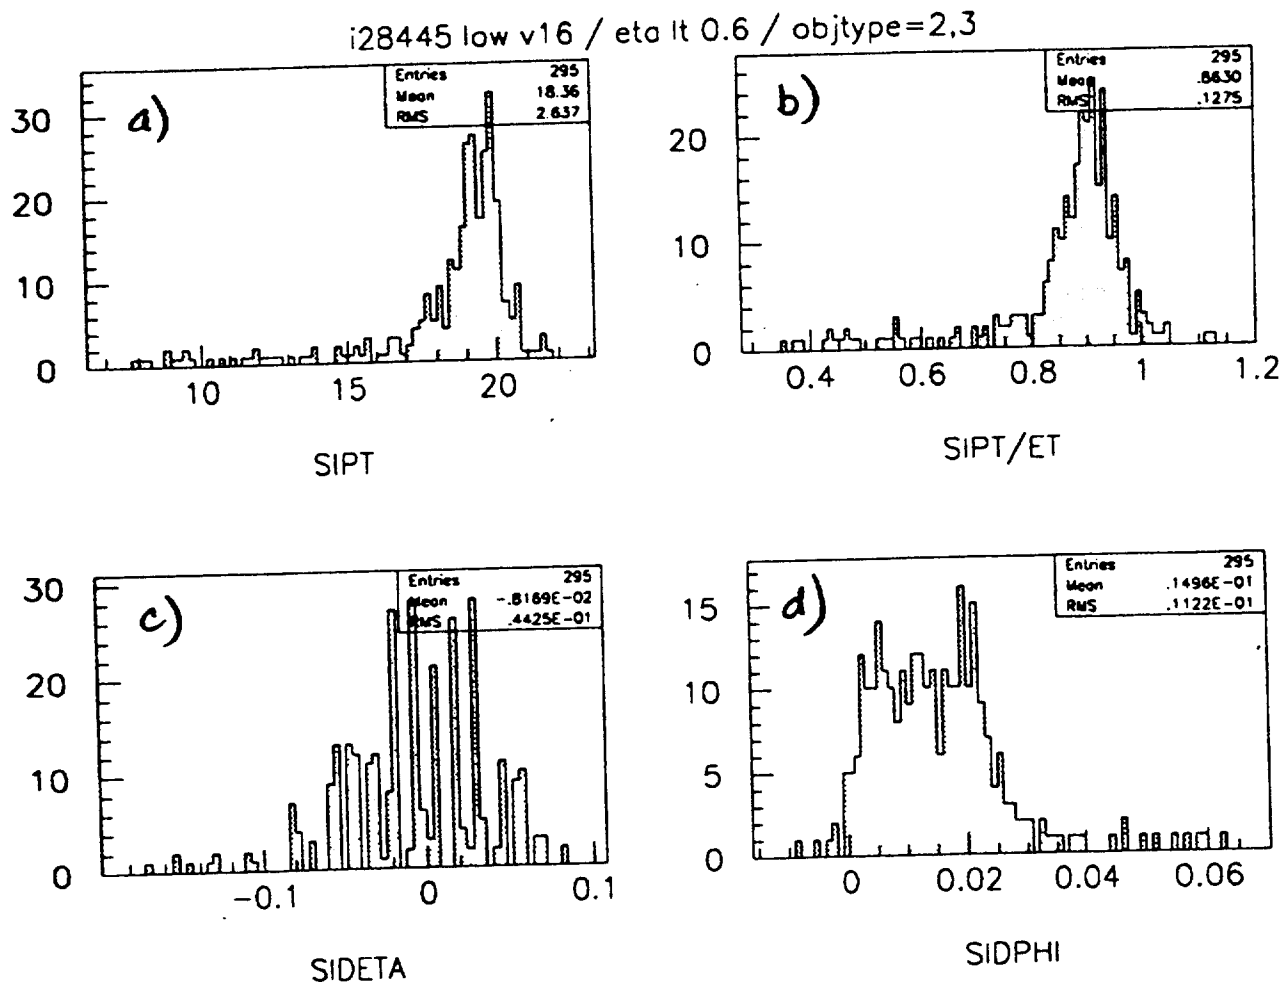 i28445 low v16 / eta lt 0.6 / objtype=2,3
a)
Entries 295
Mean 18.36
RMS 2.637
30
20
10
0
10 15 20
SIPT
b)
Entries 295
Mean .8630
RMS .1275
20
10
0
0.4 0.6 0.8 1 1.2
SIPT/ET
c)
Entries 295
Mean -.8169E-02
RMS .4425E-01
30
20
10
0
-0.1 0 0.1
SIDETA
d)
Entries 295
Mean .1496E-01
RMS .1122E-01
15
10
5
0
0 0.02 0.04 0.06
SIDPHI